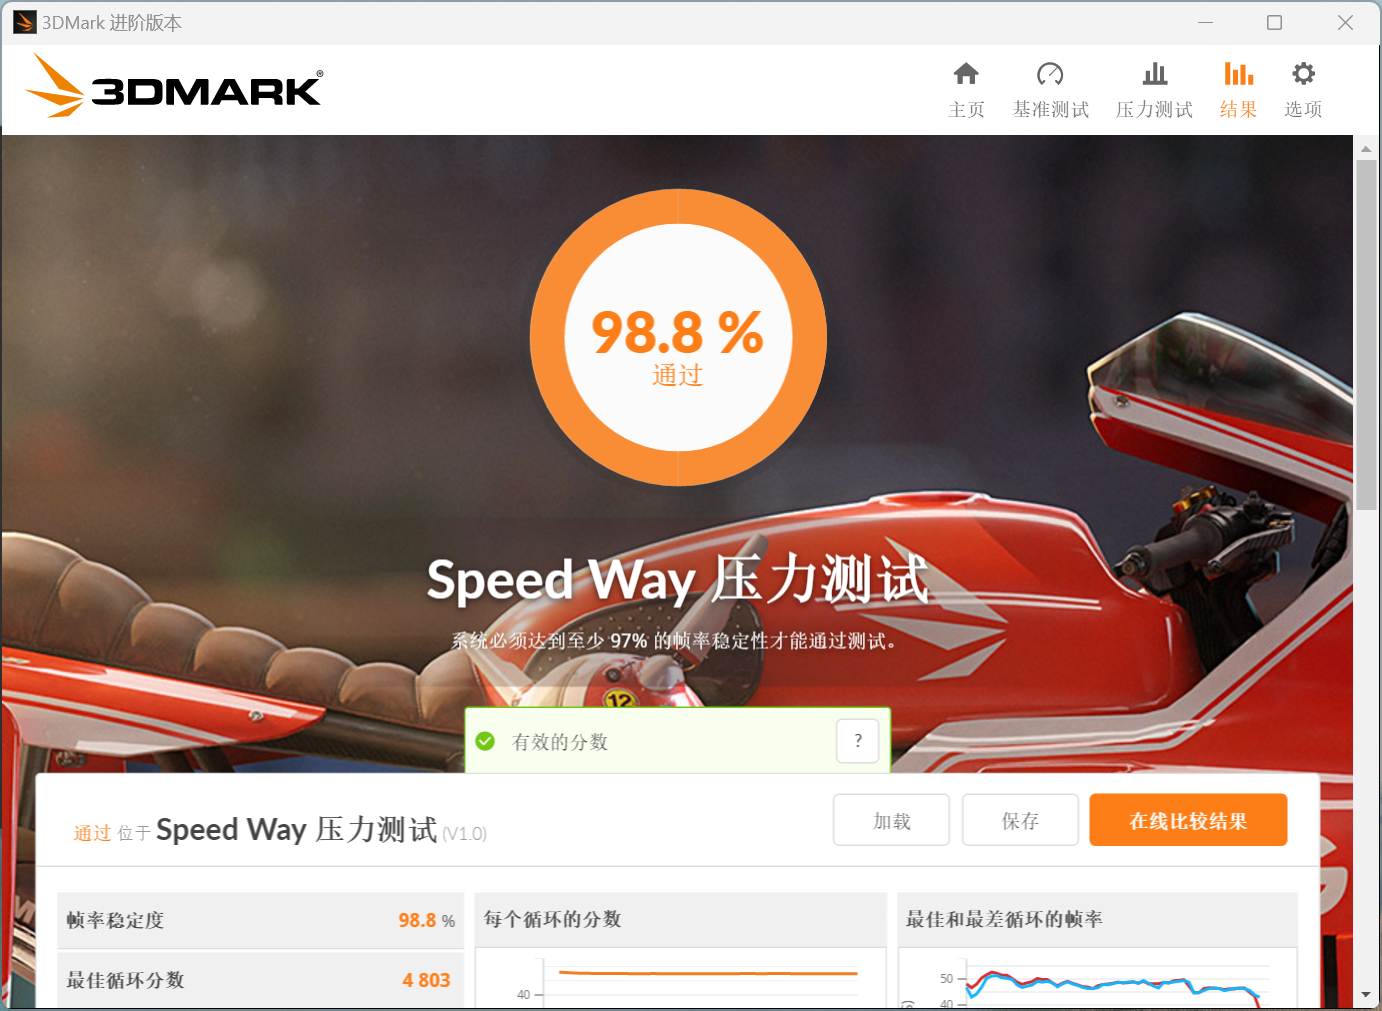 3DMark 进阶版本
3DMARK®
主页
基准测试
压力测试
结果
选项
98.8 %
通过
Speed Way 压力测试
系统必须达到至少 97% 的帧率稳定性才能通过测试。
12
有效的分数
?
通过 位于 Speed Way 压力测试 (V1.0)
加载
保存
在线比较结果
帧率稳定度 98.8 %
最佳循环分数 4 803
每个循环的分数
40
最佳和最差循环的帧率
50
40